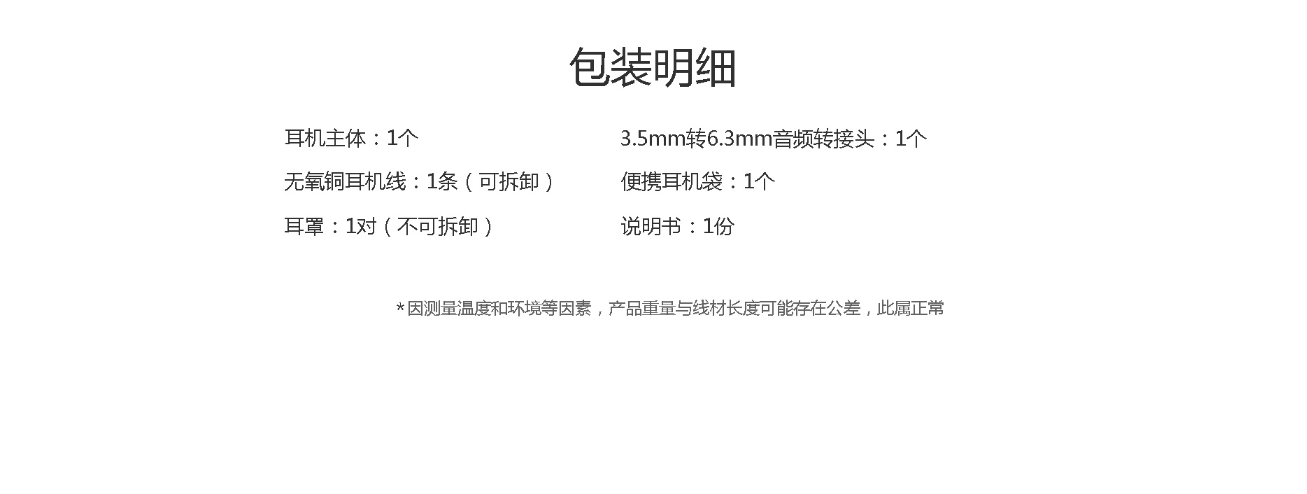 包装明细
耳机主体：1个
3.5mm转6.3mm音频转接头：1个
无氧铜耳机线：1条（可拆卸）
便携耳机袋：1个
耳罩：1对（不可拆卸）
说明书：1份
*因测量温度和环境等因素，产品重量与线材长度可能存在公差，此属正常